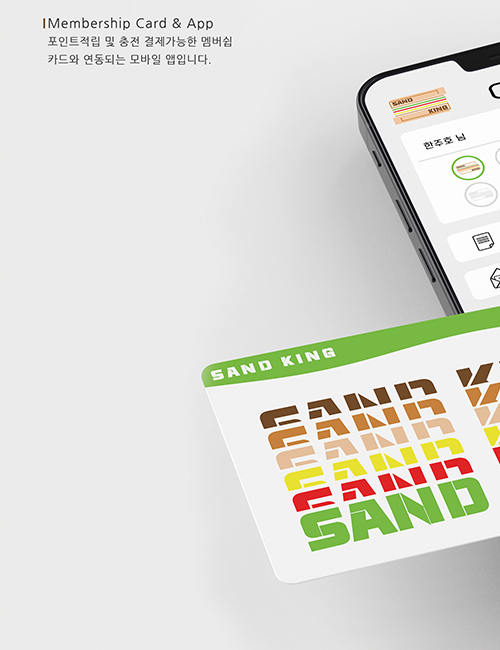 Membership Card & App
포인트적립 및 충전 결제가능한 멤버쉽
카드와 연동되는 모바일 앱입니다.
SAND
KING
한주호 님
SAND KING
SAND
SAND
SAND
SAND
SAND
SAND